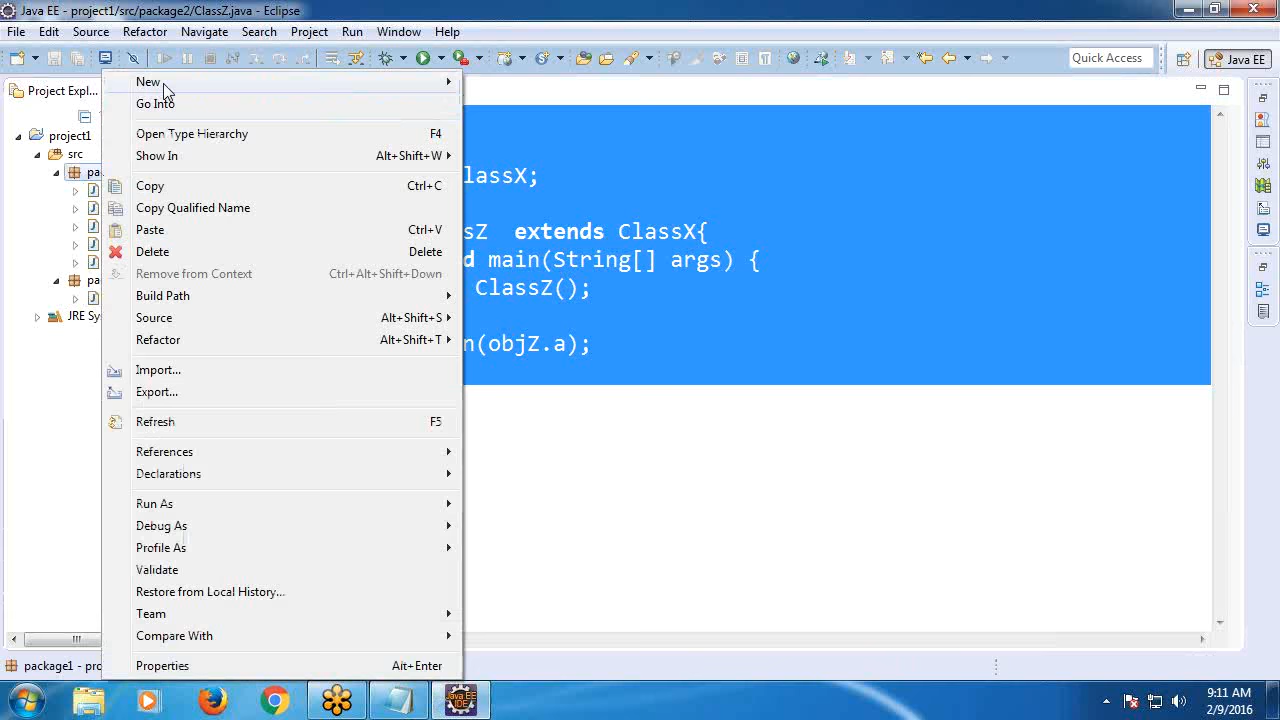 Java EE - project1/src/package2/ClassZ.java - Eclipse
File Edit Source Refactor Navigate Search Project Run Window Help
Quick Access
Java EE
Project Expl...
project1
src
JRE Sy
New
Go Into
Open Type Hierarchy F4
Show In Alt+Shift+W
Copy Ctrl+C
Copy Qualified Name
Paste Ctrl+V
Delete Delete
Remove from Context Ctrl+Alt+Shift+Down
Build Path
Source Alt+Shift+S
Refactor Alt+Shift+T
Import...
Export...
Refresh F5
References
Declarations
Run As
Debug As
Profile As
Validate
Restore from Local History...
Team
Compare With
Properties Alt+Enter
lassX;
sZ extends ClassX{
d main(String[] args) {
ClassZ();
n(objZ.a);
package1 - pro
Java EE
IDE
9:11 AM
2/9/2016